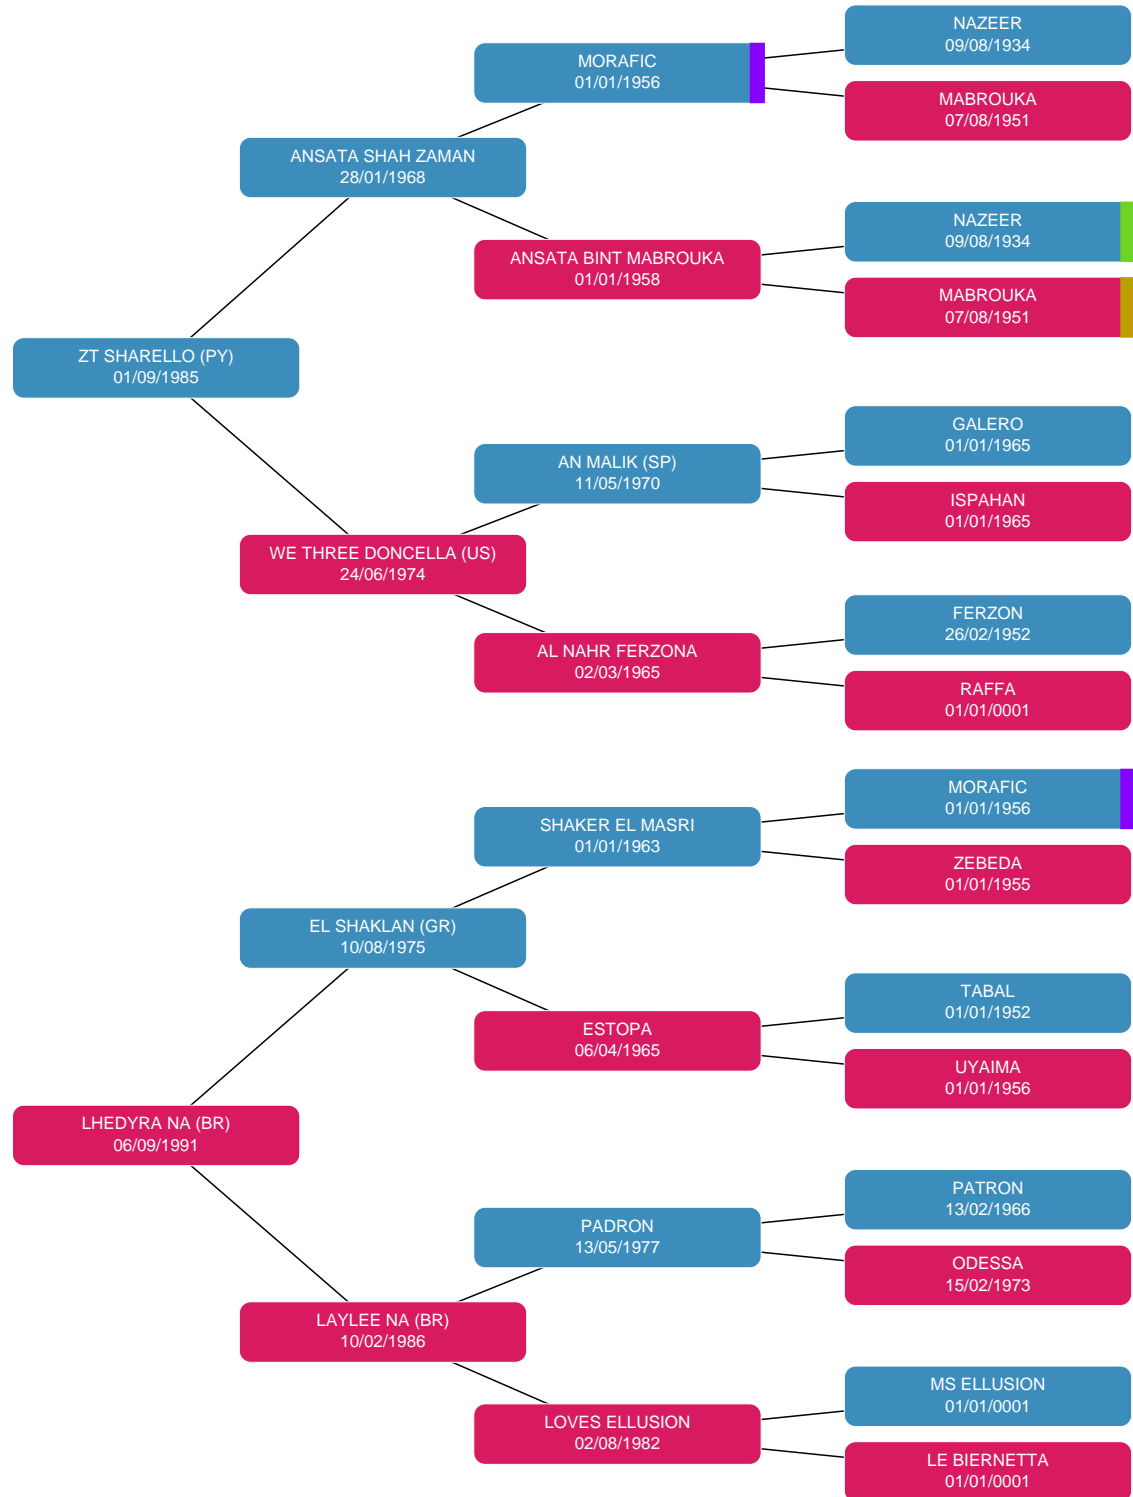 NAZEER
09/08/1934
MORAFIC
01/01/1956
MABROUKA
07/08/1951
ANSATA SHAH ZAMAN
28/01/1968
NAZEER
09/08/1934
ANSATA BINT MABROUKA
01/01/1958
MABROUKA
07/08/1951
ZT SHARELLO (PY)
01/09/1985
GALERO
01/01/1965
AN MALIK (SP)
11/05/1970
ISPAHAN
01/01/1965
WE THREE DONCELLA (US)
24/06/1974
FERZON
26/02/1952
AL NAHR FERZONA
02/03/1965
RAFFA
01/01/0001
MORAFIC
01/01/1956
SHAKER EL MASRI
01/01/1963
ZEBEDA
01/01/1955
EL SHAKLAN (GR)
10/08/1975
TABAL
01/01/1952
ESTOPA
06/04/1965
UYAIMA
01/01/1956
LHEDYRA NA (BR)
06/09/1991
PATRON
13/02/1966
PADRON
13/05/1977
ODESSA
15/02/1973
LAYLEE NA (BR)
10/02/1986
MS ELLUSION
01/01/0001
LOVES ELLUSION
02/08/1982
LE BIERNETTA
01/01/0001